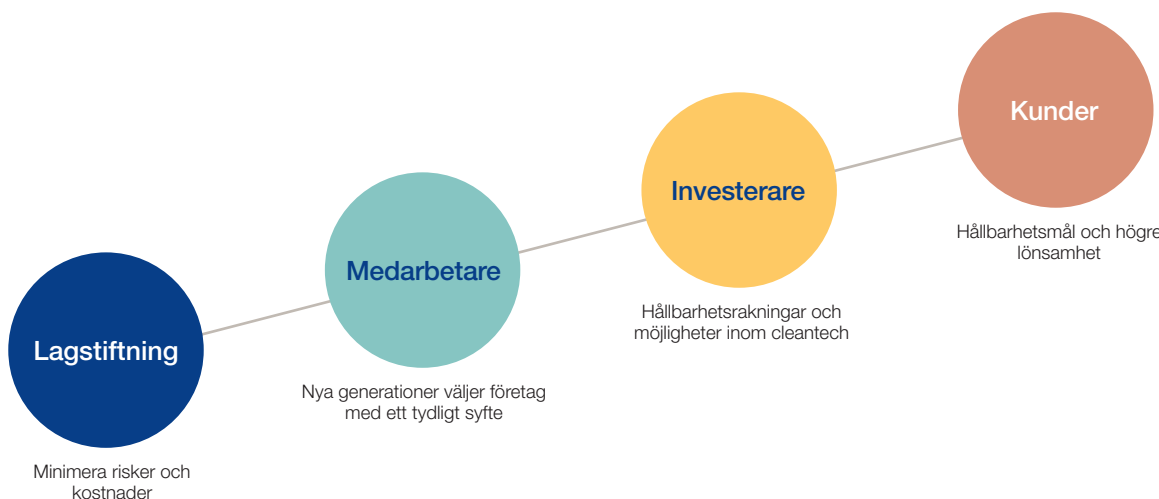 Lagstiftning
Minimera risker och
kostnader
Medarbetare
Nya generationer väljer företag
med ett tydligt syfte
Investerare
Hållbarhetsrakningar och
möjligheter inom cleantech
Kunder
Hållbarhetsmål och högre
lönsamhet